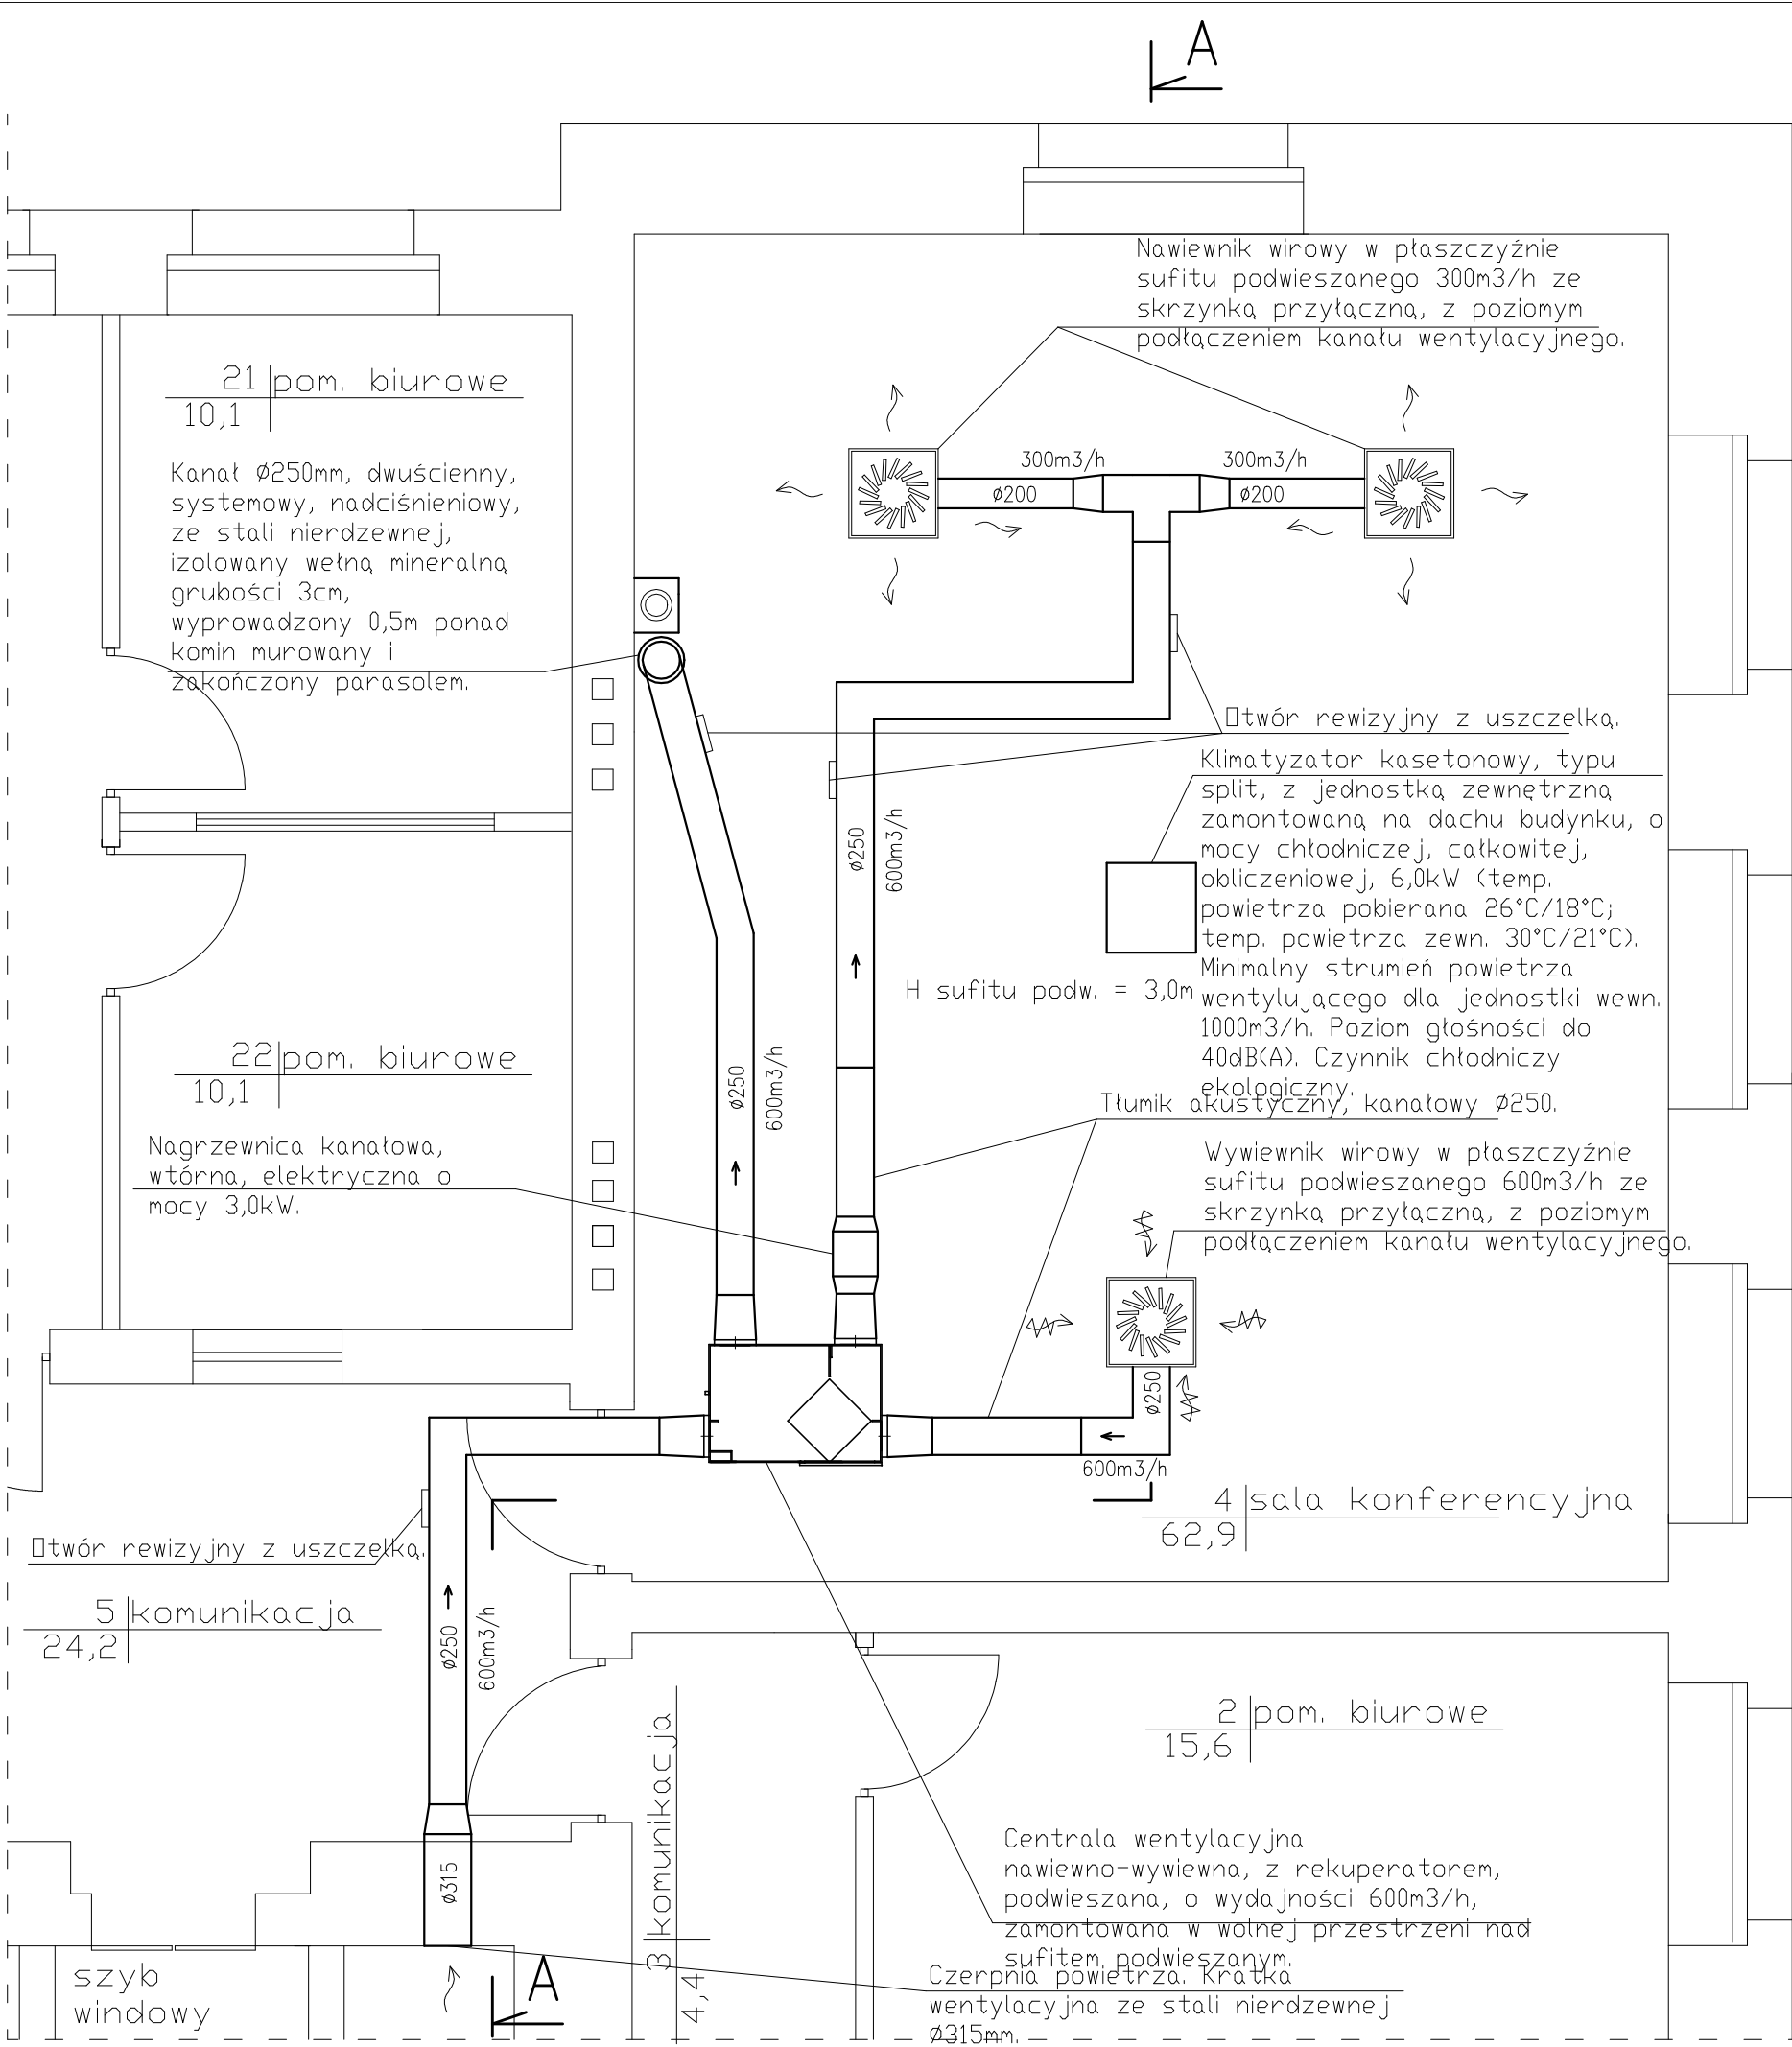 A
Nawiewnik wirowy w płaszczyźnie
sufitu podwieszanego 300m3/h ze
skrzynką przyłączną, z poziomym
podłączeniem kanału wentylacyjnego.
21 pom. biurowe
10,1
Kanał Ø250mm, dwuścienny,
systemowy, nadciśnieniowy,
ze stali nierdzewnej,
izolowany wełną mineralną
grubości 3cm,
wyprowadzony 0,5m ponad
komin murowany i
zakończony parasolem.
300m3/h
300m3/h
ø200
ø200
Otwór rewizyjny z uszczelką.
Klimatyzator kasetonowy, typu
split, z jednostką zewnętrzną
zamontowaną na dachu budynku, o
mocy chłodniczej, całkowitej,
obliczeniowej, 6,0kW (temp.
powietrza pobierana 26°C/18°C;
temp. powietrza zewn. 30°C/21°C).
Minimalny strumień powietrza
wentylującego dla jednostki wewn.
1000m3/h. Poziom głośności do
40dB(A). Czynnik chłodniczy
ekologiczny.
ø250
600m3/h
H sufitu podw. = 3,0m
22 pom. biurowe
10,1
ø250
600m3/h
Tłumik akustyczny, kanałowy Ø250.
Nagrzewnica kanałowa,
wtórna, elektryczna o
mocy 3,0kW.
Wywiewnik wirowy w płaszczyźnie
sufitu podwieszanego 600m3/h ze
skrzynką przyłączną, z poziomym
podłączeniem kanału wentylacyjnego.
ø250
600m3/h
4 sala konferencyjna
62,9
Otwór rewizyjny z uszczelką.
5 komunikacja
24,2
ø250
600m3/h
3 komunikacja
4,4
2 pom. biurowe
15,6
ø315
Centrala wentylacyjna
nawiewno-wywiewna, z rekuperatorem,
podwieszana, o wydajności 600m3/h,
zamontowana w wolnej przestrzeni nad
sufitem podwieszanym.
Czerpnia powietrza. Kratka
wentylacyjna ze stali nierdzewnej
Ø315mm.
szyb
windowy
A